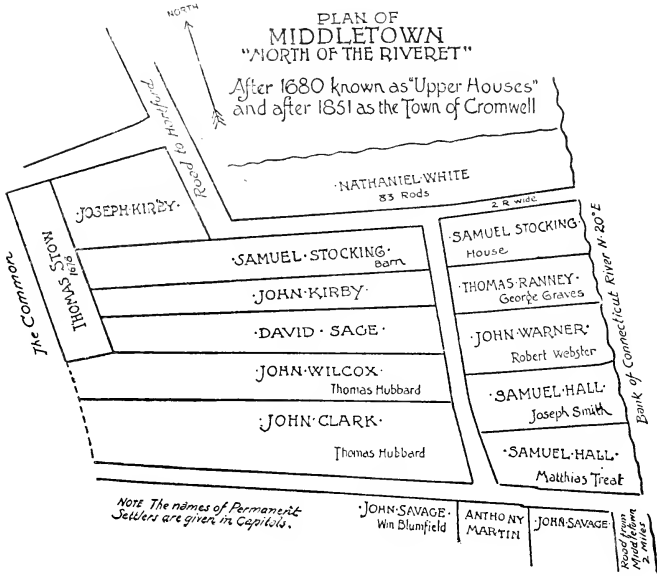 NORTH
PLAN OF
MIDDLETOWN
"NORTH OF THE RIVERET"
After 1680 known as "Upper Houses"
and after 1851 as the Town of Cromwell
Road to Hartford
·NATHANIEL·WHITE
83 Rods
2 R wide
·JOSEPH·KIRBY·
The Common
THOMAS STOW
·SAMUEL·STOCKING·
Barn
·JOHN·KIRBY·
·DAVID·SAGE·
·JOHN·WILCOX·
Thomas Hubbard
·JOHN·CLARK·
Thomas Hubbard
·SAMUEL STOCKING·
House
·THOMAS·RANNEY·
George Graves
·JOHN·WARNER·
Robert Webster
·SAMUEL·HALL·
Joseph Smith
·SAMUEL·HALL·
Matthias Treat
Bank of Connecticut River N·20°E
NOTE The names of Permanent
Settlers are given in Capitols.
·JOHN·SAVAGE·
Win Blumfield
ANTHONY
MARTIN
·JOHN·SAVAGE·
Road from
Middletown
2 Miles